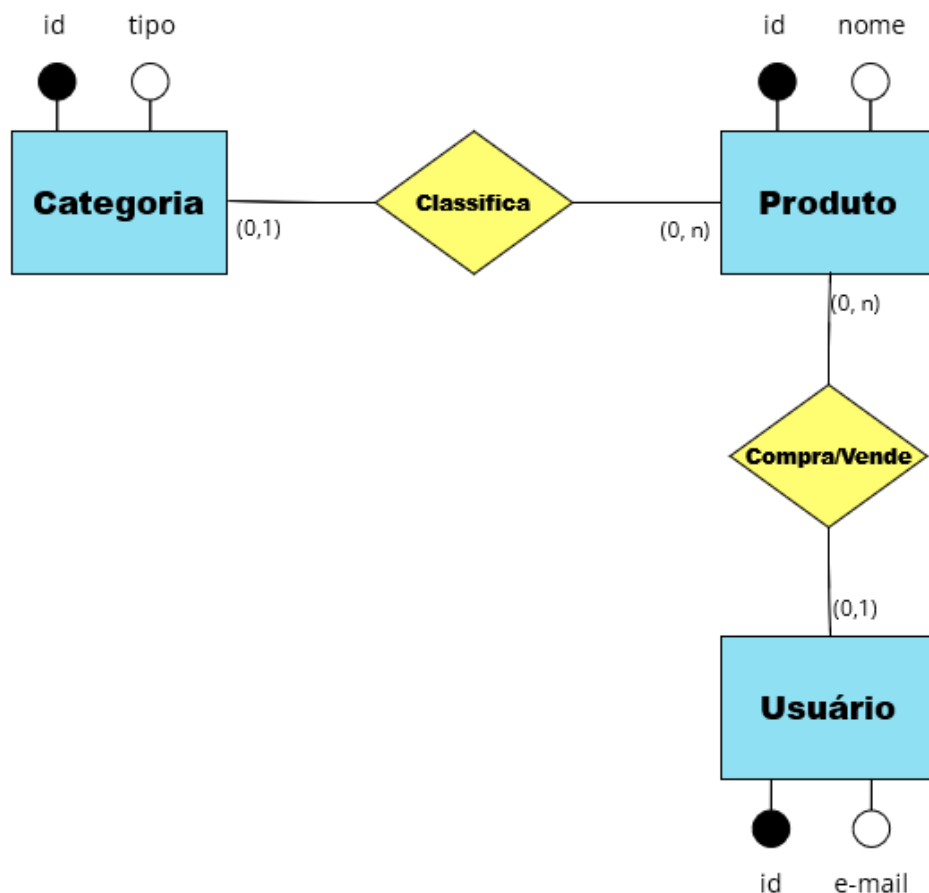 id tipo
id nome
Categoria
Classifica
Produto
(0,1)
(0, n)
(0, n)
Compra/Vende
(0,1)
Usuário
id e-mail